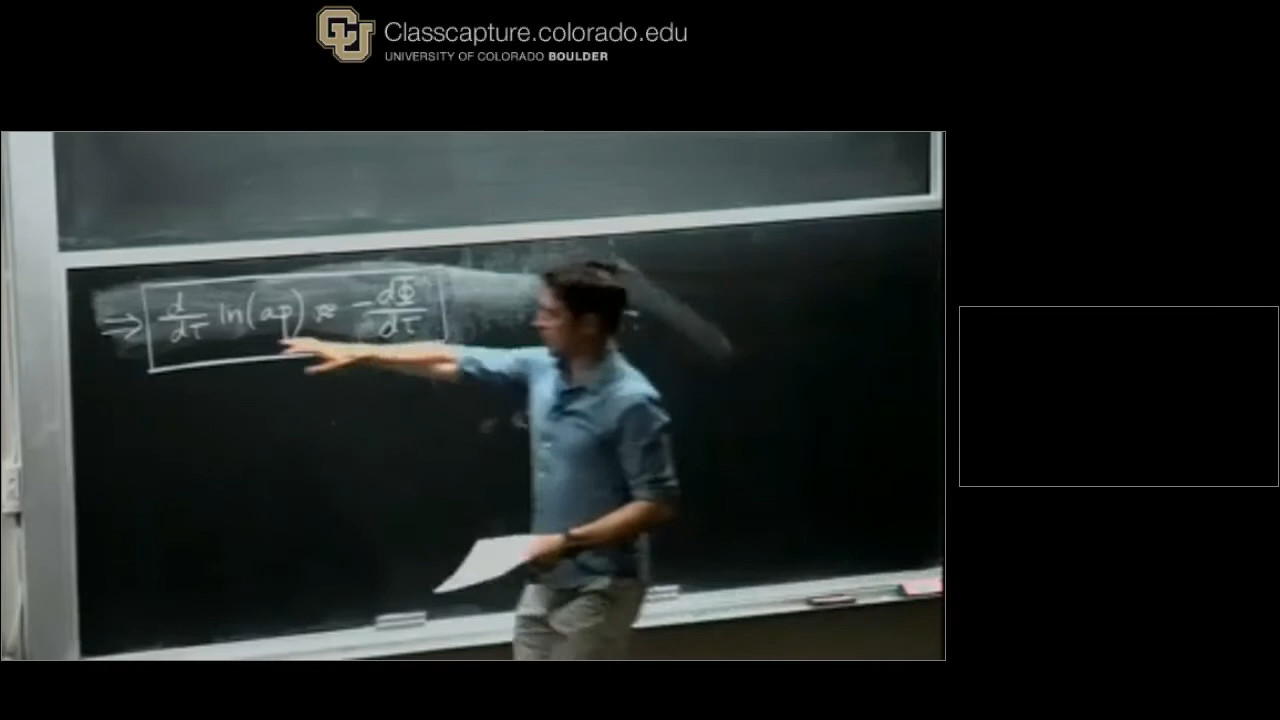 Classcapture.colorado.edu
UNIVERSITY OF COLORADO BOULDER
⇒ d/dτ ln(ap) ≈ - dΦ/dτ